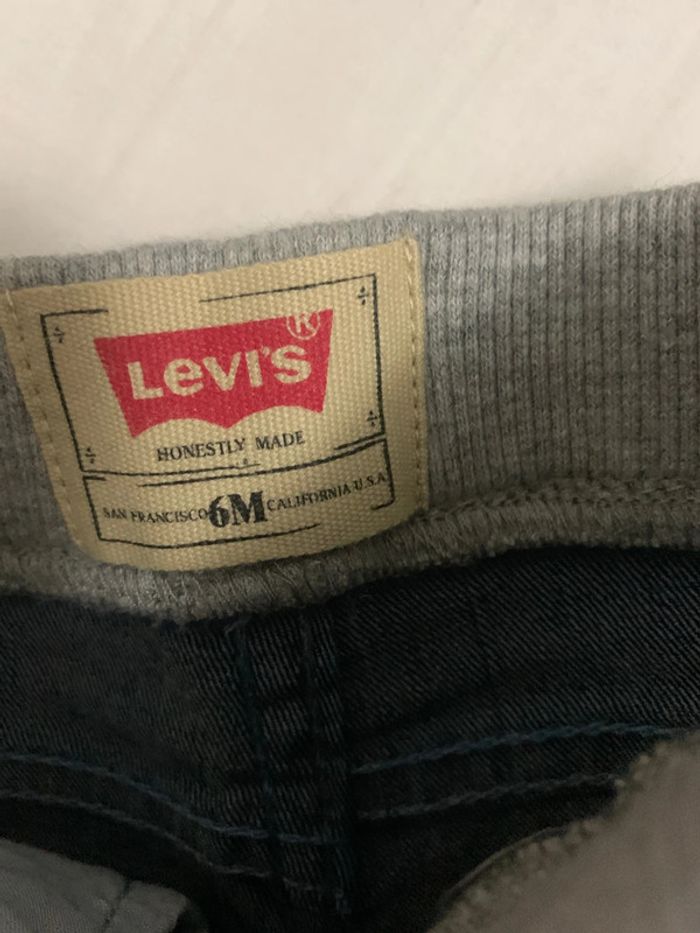 Levi's®
HONESTLY MADE
SAN FRANCISCO 6M CALIFORNIA U.S.A